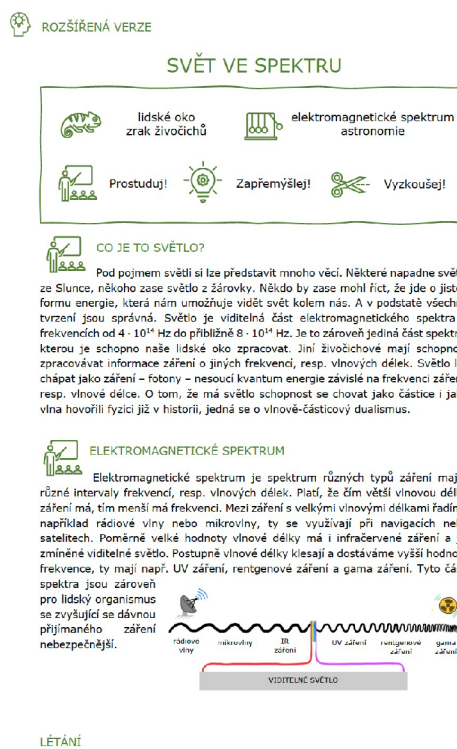 ROZŠÍŘENÁ VERZE
SVĚT VE SPEKTRU
lidské oko
zrak živočichů
elektromagnetické spektrum
astronomie
Prostuduj!
Zapřemýšlej!
Vyzkoušej!
CO JE TO SVĚTLO?
Pod pojmem světli si lze představit mnoho věcí. Některé napadne svět
ze Slunce, někoho zase světlo z žárovky. Někdo by zase mohl říct, že jde o jist
formu energie, která nám umožňuje vidět svět kolem nás. A v podstatě všech
tvrzení jsou správná. Světlo je viditelná část elektromagnetického spektra
frekvencích od 4 · 10¹⁴ Hz do přibližně 8 · 10¹⁴ Hz. Je to zároveň jediná část spekt
kterou je schopno naše lidské oko zpracovat. Jiní živočichové mají schopno
zpracovávat informace záření o jiných frekvencí, resp. vlnových délek. Světlo l
chápat jako záření – fotony – nesoucí kvantum energie závislé na frekvenci záře
resp. vlnové délce. O tom, že má světlo schopnost se chovat jako částice i ja
vlna hovořili fyzici již v historii, jedná se o vlnově-částicový dualismus.
ELEKTROMAGNETICKÉ SPEKTRUM
Elektromagnetické spektrum je spektrum různých typů záření maj
různé intervaly frekvencí, resp. vlnových délek. Platí, že čím větší vlnovou dél
záření má, tím menší má frekvenci. Mezi záření s velkými vlnovými délkami řadín
například rádiové vlny nebo mikrovlny, ty se využívají při navigacích ne
satelitech. Poměrně velké hodnoty vlnové délky má i infračervené záření a j
zmíněné viditelné světlo. Postupně vlnové délky klesají a dostáváme vyšší hodno
frekvence, ty mají např. UV záření, rentgenové záření a gama záření. Tyto čá
spektra jsou zároveň
pro lidský organismus
se zvyšující se dávnou
přijímaného záření
nebezpečnější.
rádiové
vlny
mikrovlny
IR
záření
UV záření
rentgenové
záření
gama
záření
VIDITELNÉ SVĚTLO
LÉTÁNÍ